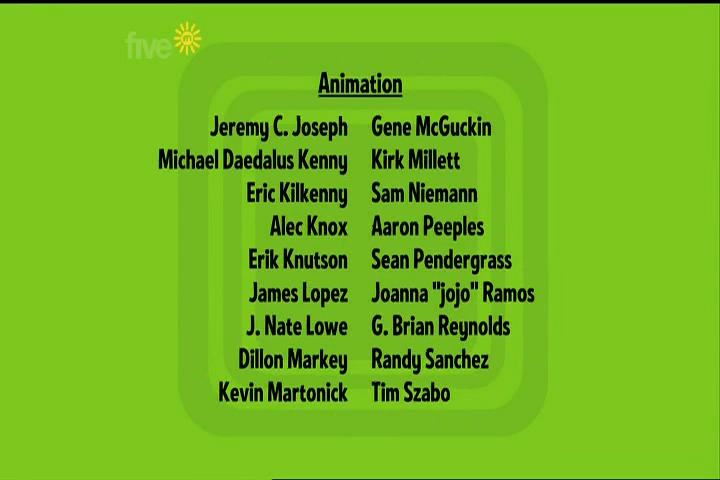 five m
Animation
Jeremy C. Joseph Gene McGuckin
Michael Daedalus Kenny Kirk Millett
Eric Kilkenny Sam Niemann
Alec Knox Aaron Peeples
Erik Knutson Sean Pendergrass
James Lopez Joanna "jojo" Ramos
J. Nate Lowe G. Brian Reynolds
Dillon Markey Randy Sanchez
Kevin Martonick Tim Szabo